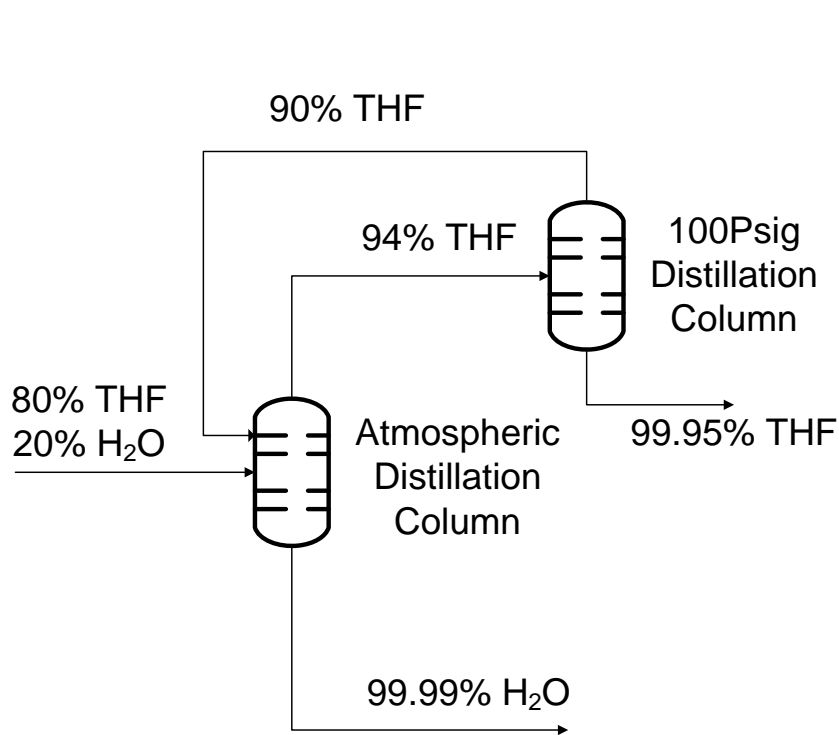 90% THF
94% THF
100Psig
Distillation
Column
80% THF
20% H₂O
Atmospheric
Distillation
Column
99.95% THF
99.99% H₂O